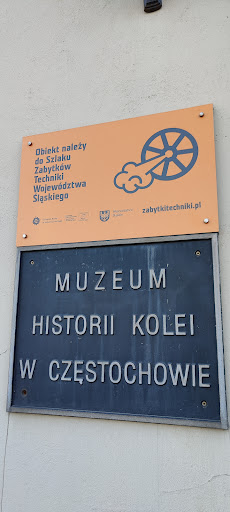 Obiekt należy
do Szlaku
Zabytków
Techniki
Województwa
Śląskiego
zabytkitechniki.pl
MUZEUM
HISTORII KOLEI
W CZĘSTOCHOWIE